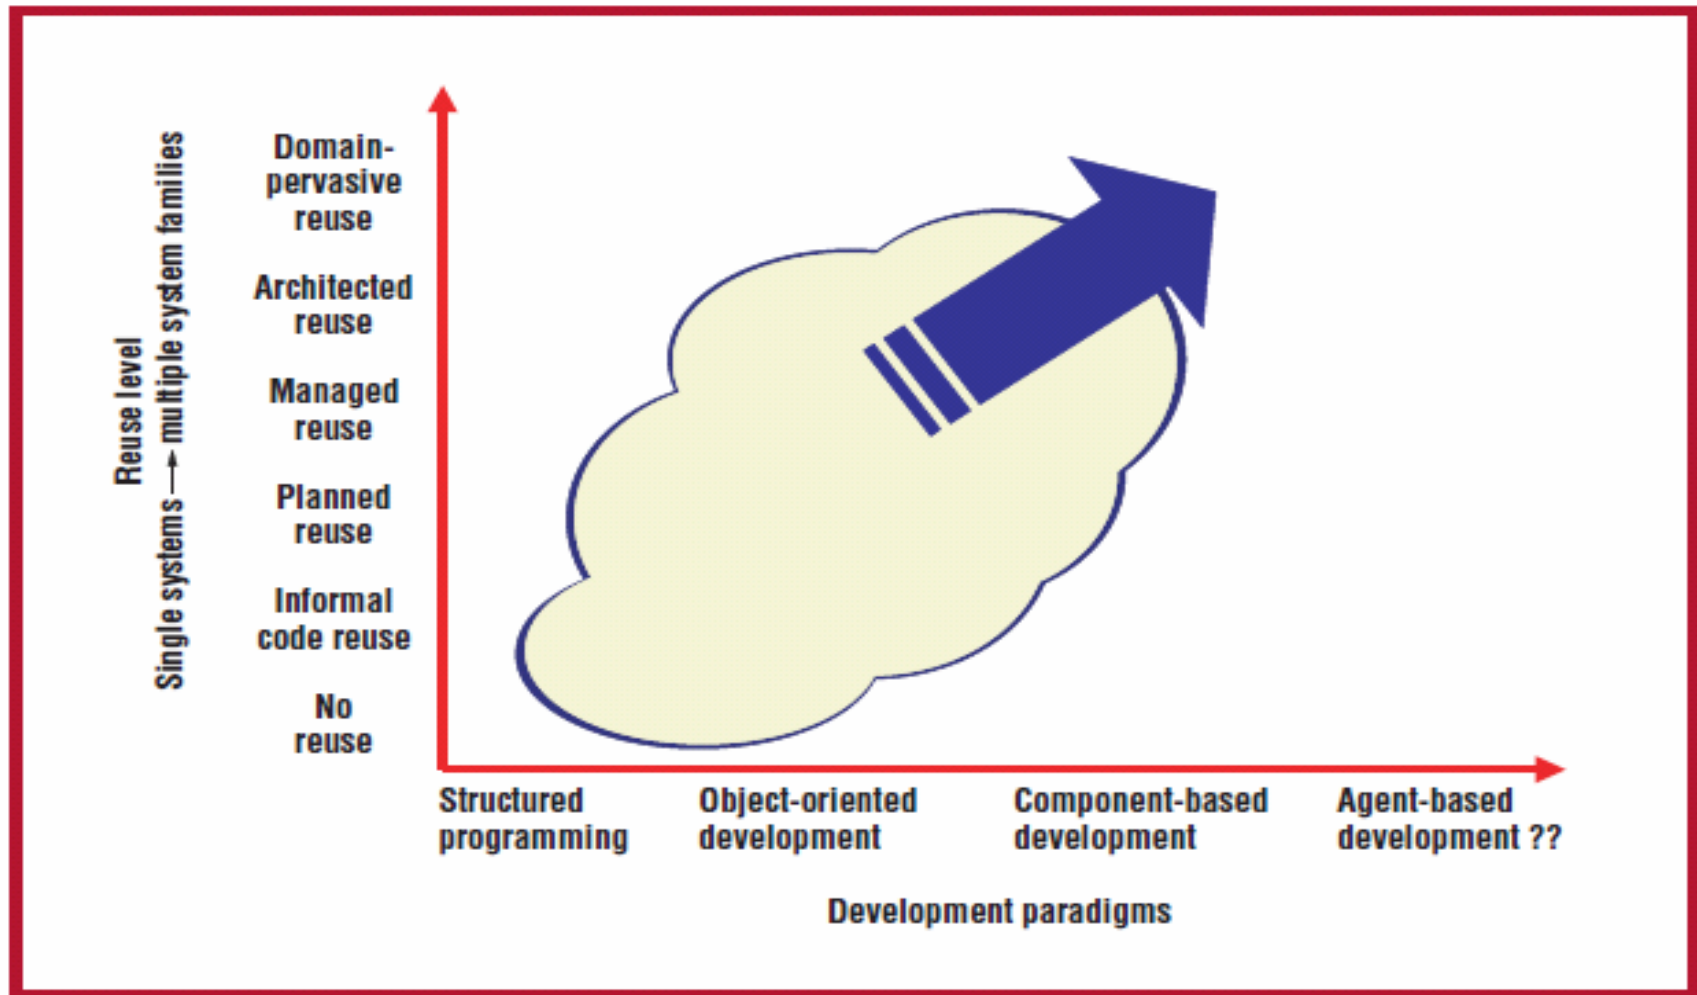 Reuse level
Single systems → multiple system families
Domain-
pervasive
reuse
Architected
reuse
Managed
reuse
Planned
reuse
Informal
code reuse
No
reuse
Structured
programming
Object-oriented
development
Component-based
development
Agent-based
development ??
Development paradigms